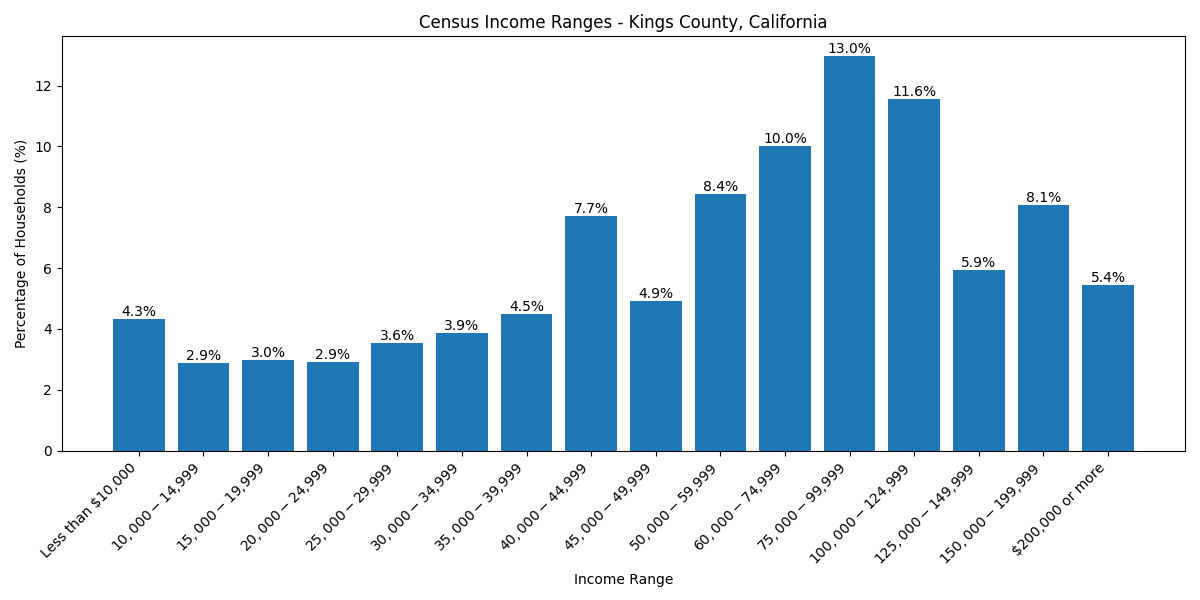 Census Income Ranges - Kings County, California
Percentage of Households (%)
12
10
8
6
4
2
0
4.3%
2.9%
3.0%
2.9%
3.6%
3.9%
4.5%
7.7%
4.9%
8.4%
10.0%
13.0%
11.6%
5.9%
8.1%
5.4%
Less than $10,000
10,000 - 14,999
15,000 - 19,999
20,000 - 24,999
25,000 - 29,999
30,000 - 34,999
35,000 - 39,999
40,000 - 44,999
45,000 - 49,999
50,000 - 59,999
60,000 - 74,999
75,000 - 99,999
100,000 - 124,999
125,000 - 149,999
150,000 - 199,999
$200,000 or more
Income Range